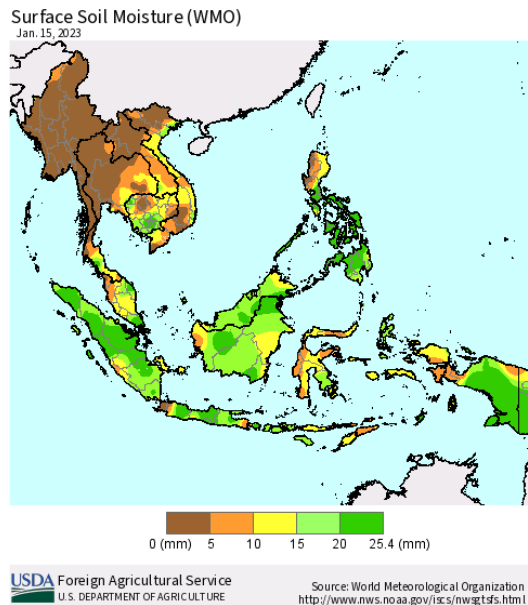 Surface Soil Moisture (WMO)
Jan. 15, 2023
0 (mm) 5 10 15 20 25.4 (mm)
USDA Foreign Agricultural Service
U.S. DEPARTMENT OF AGRICULTURE
Source: World Meteorological Organization
http://www.nws.noaa.gov/iscs/nwsgtsfs.html